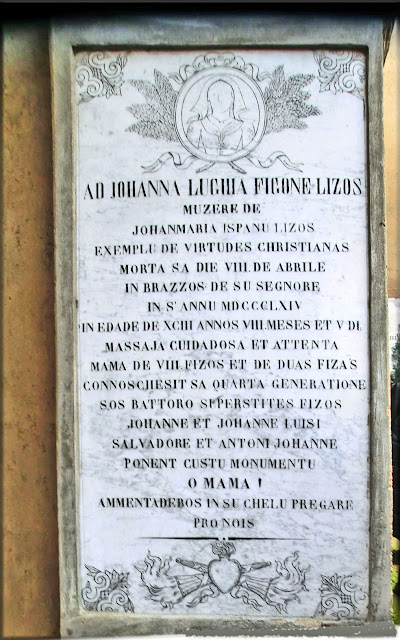 AD JOHANNA LUGHIA FIGONE-LIZOS
MUZERE DE
JOHANMARIA ISPANU LIZOS
EXEMPLU DE VIRTUDES CHRISTIANAS
MORTA SA DIE VIII. DE ABRILE
IN BRAZZOS DE SU SEGNORE
IN S'ANNU MDCCCLXIV
IN EDADE DE XCIII ANNOS VIII MESES ET V DI.
MASSAJA CUIDADOSA ET ATTENTA
MAMA DE VIII FIZOS ET DE DUAS FIZAS
CONNOSCHESIT SA QUARTA GENERATIONE
SOS BATTORO SUPERSTITES FIZOS
JOHANNE ET JOHANNE LUISI
SALVADORE ET ANTONI JOHANNE
PONENT CUSTU MONUMENTU
O MAMA!
AMMENTADEBOS IN SU CHELU PREGARE
PRO NOIS